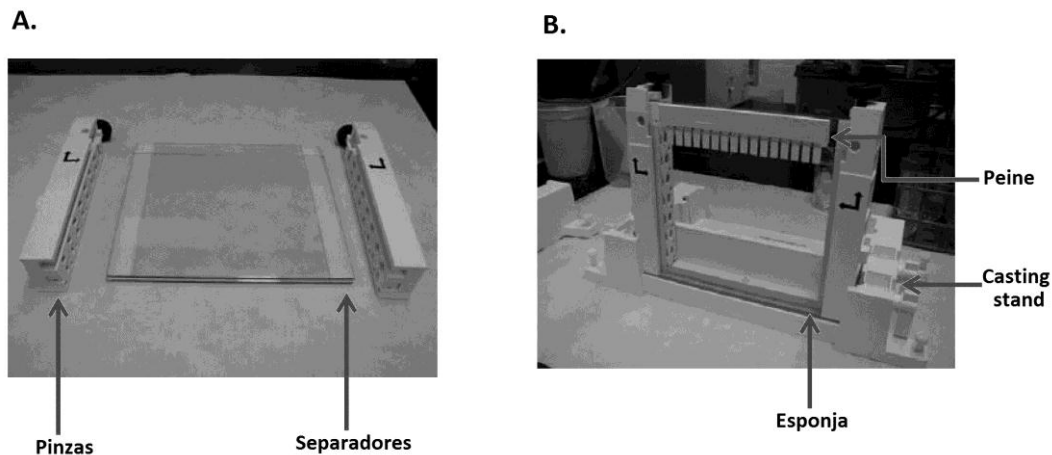 A.
B.
Peine
Casting
stand
Esponja
Pinzas
Separadores